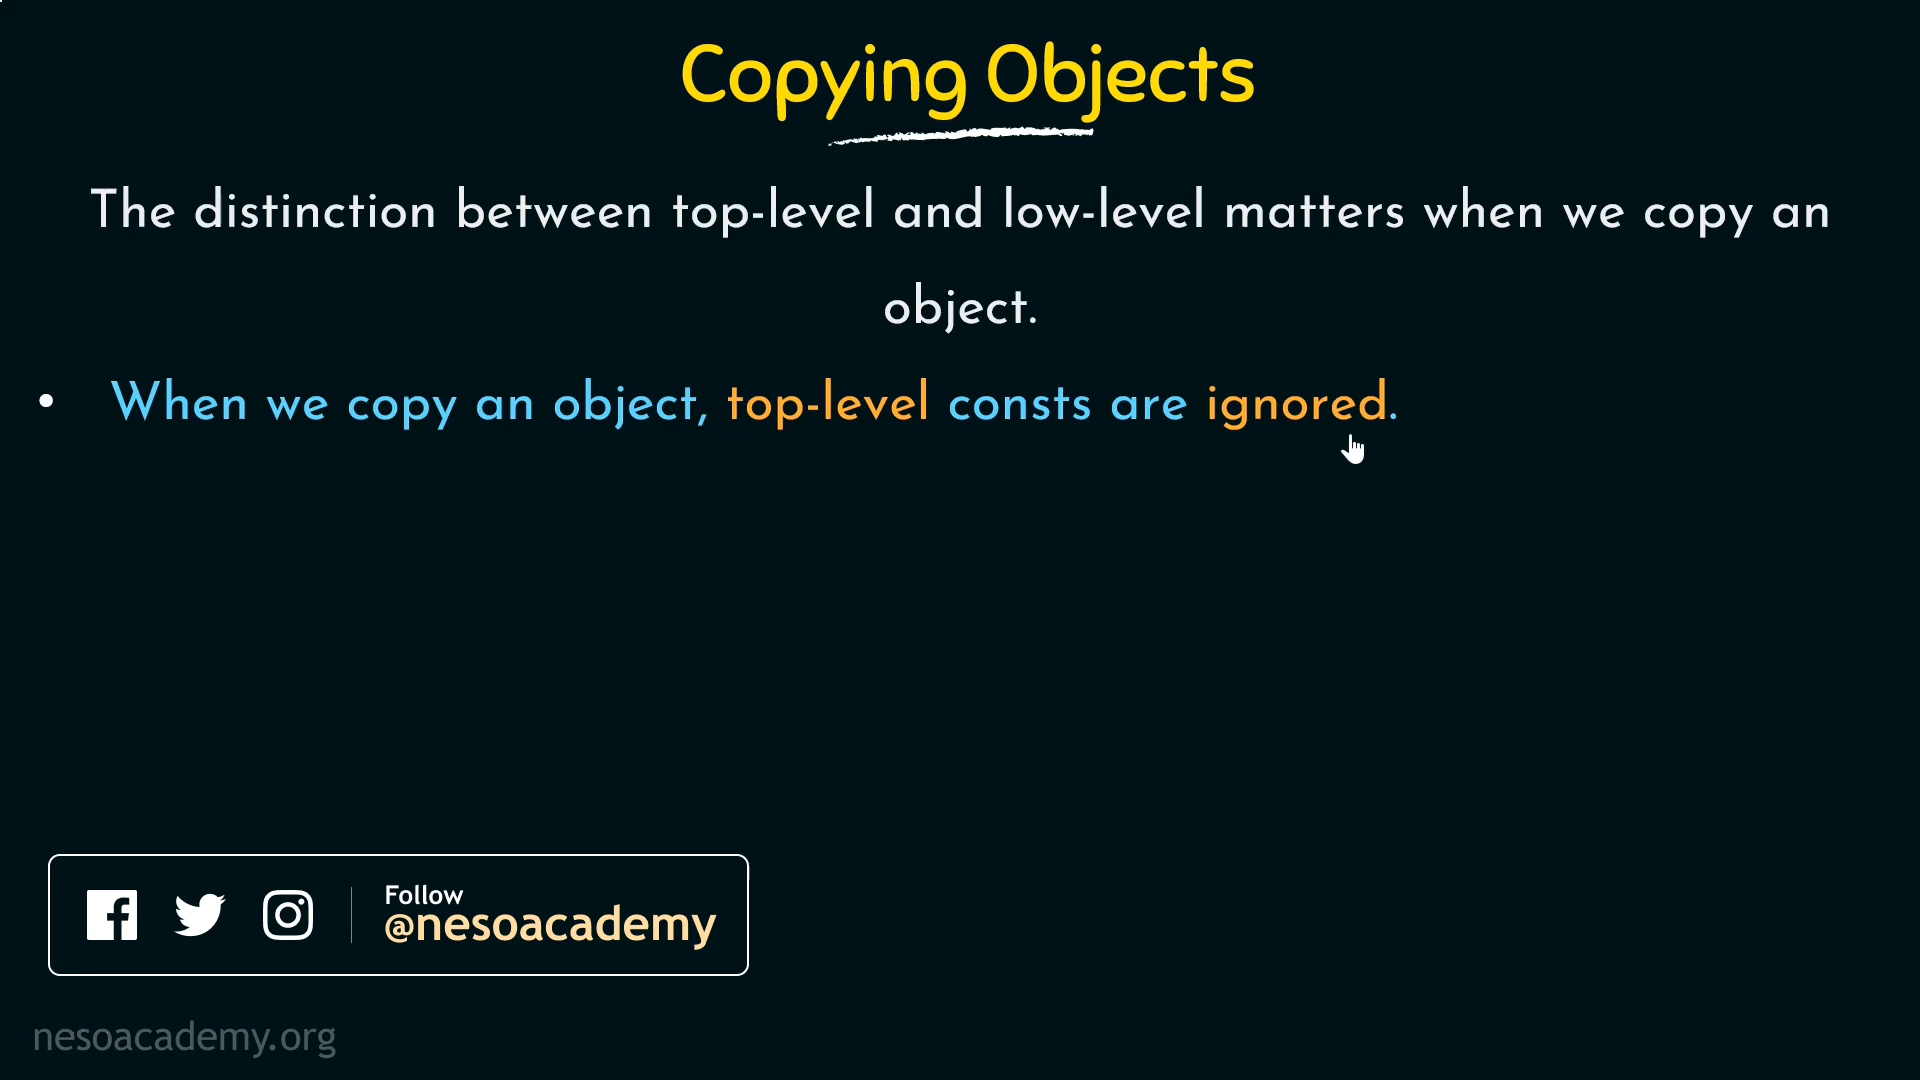 Copying Objects
The distinction between top-level and low-level matters when we copy an
object.
• When we copy an object, top-level consts are ignored.
Follow
@nesoacademy
nesoacademy.org